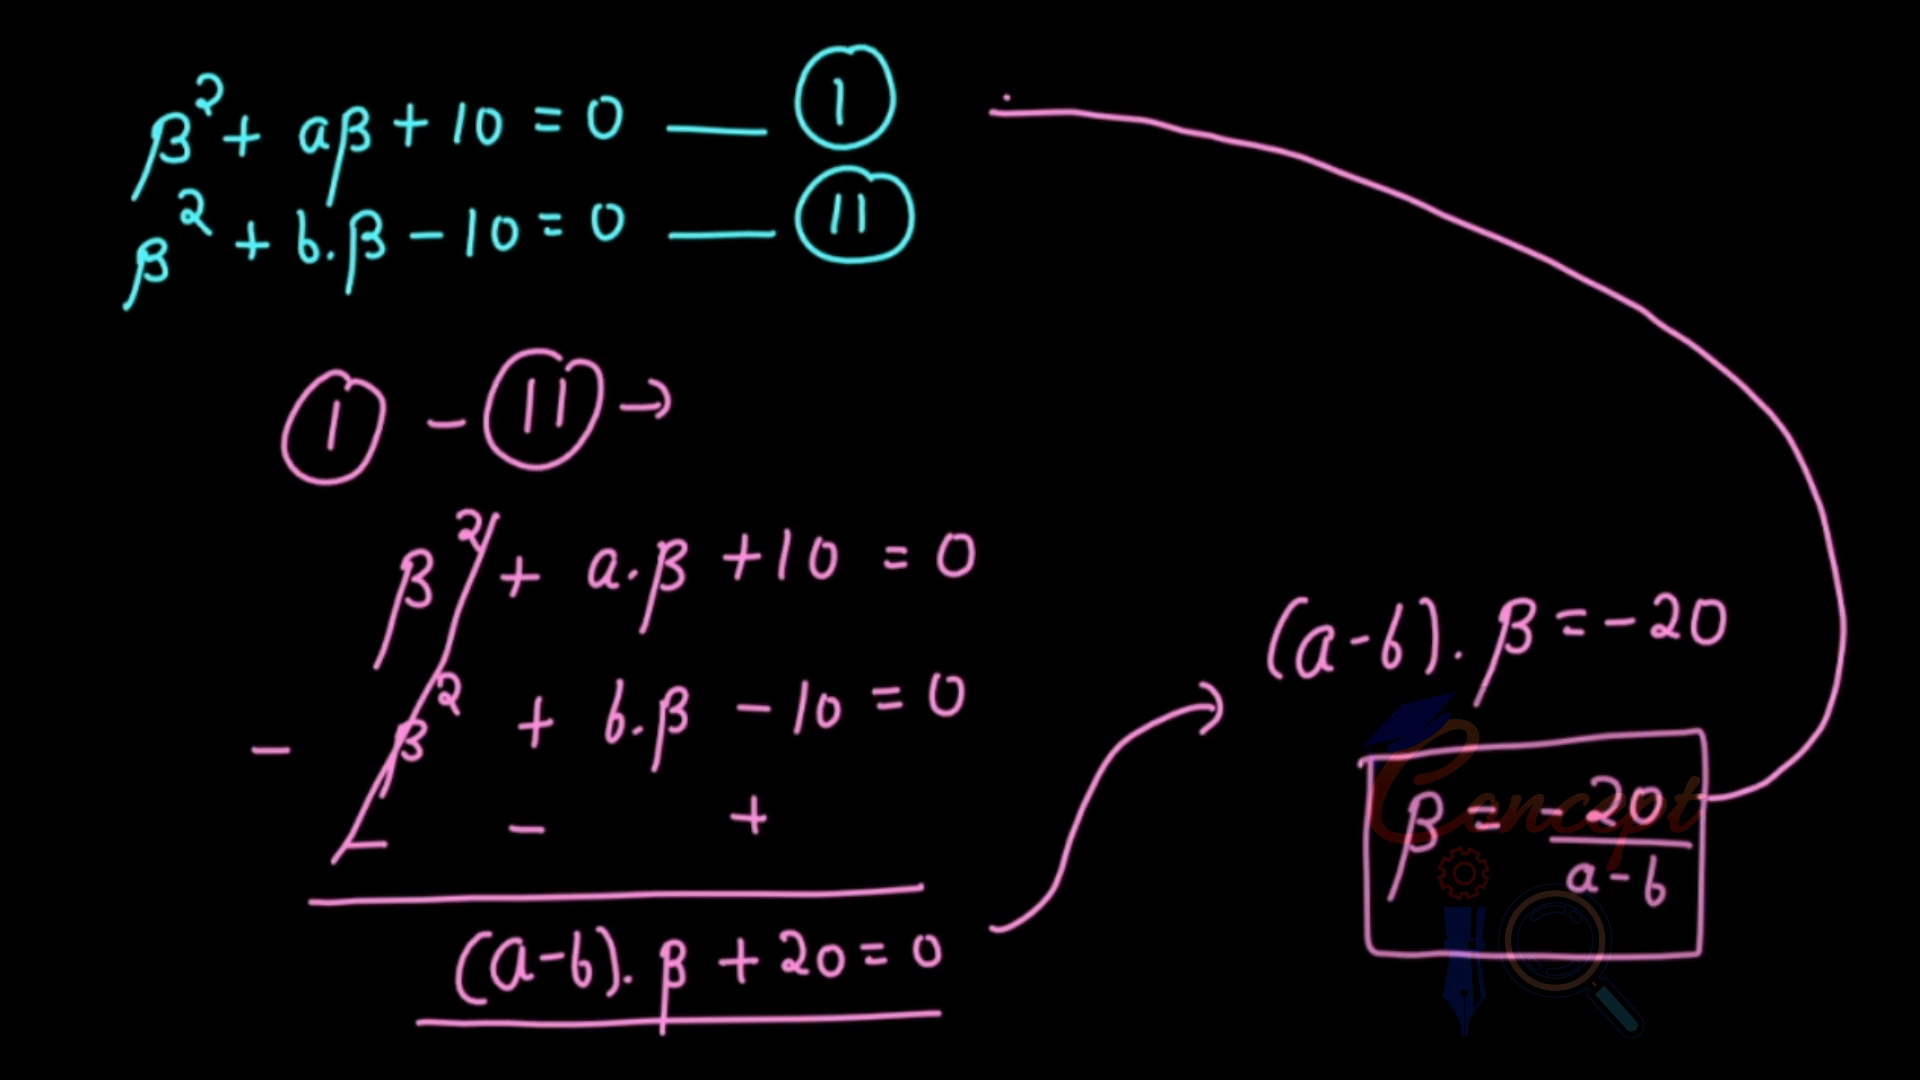 β² + aβ + 10 = 0 — I
β² + b.β - 10 = 0 — II
I - II →
β² + a.β + 10 = 0
- β² + b.β - 10 = 0
- - +
(a-b).β + 20 = 0
(a-b).β = -20
β = -20/a-b
Concept